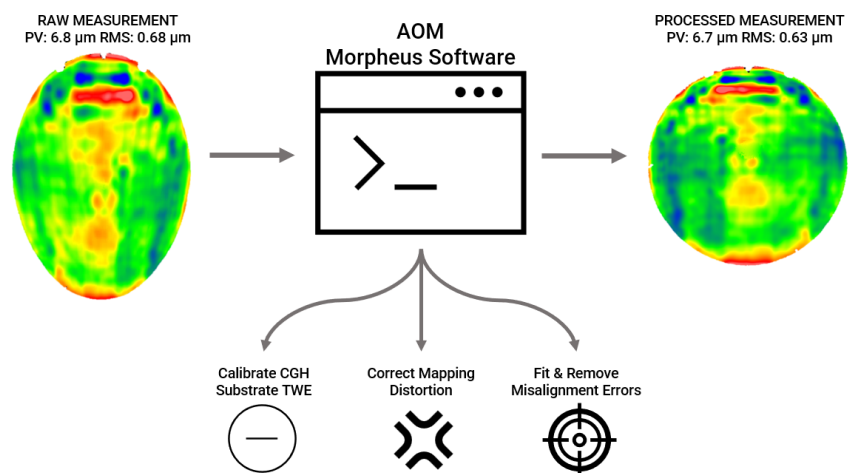 RAW MEASUREMENT
PV: 6.8 µm RMS: 0.68 µm
AOM
Morpheus Software
PROCESSED MEASUREMENT
PV: 6.7 µm RMS: 0.63 µm
>_
Calibrate CGH
Substrate TWE
Correct Mapping
Distortion
Fit & Remove
Misalignment Errors